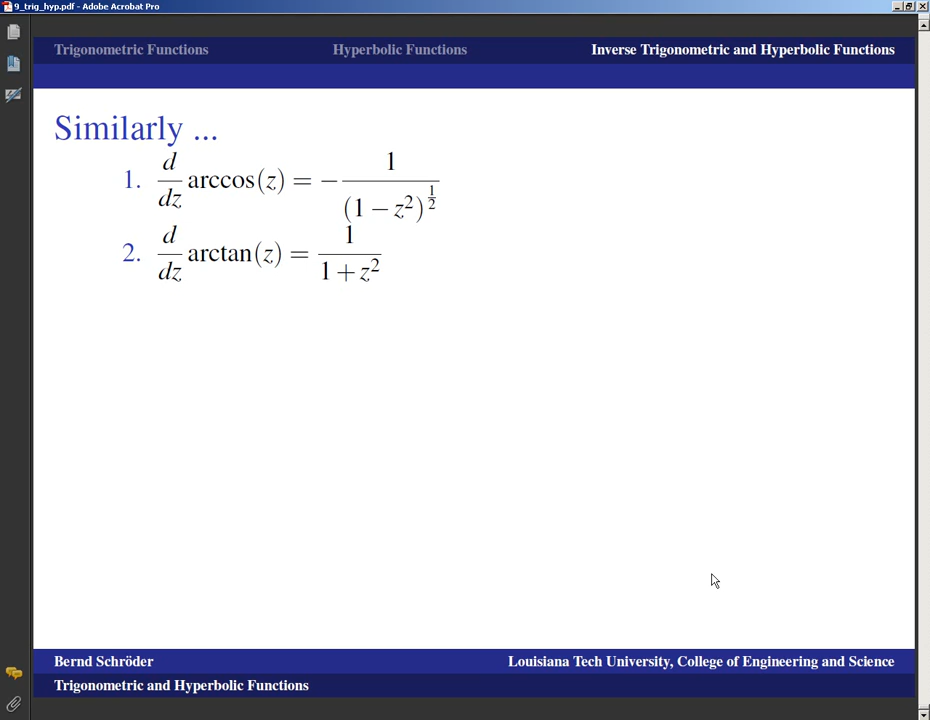 9_trig_hyp.pdf - Adobe Acrobat Pro
Trigonometric Functions Hyperbolic Functions Inverse Trigonometric and Hyperbolic Functions
Similarly ...
1. d/dz arccos(z) = − 1/(1 − z²)^(1/2)
2. d/dz arctan(z) = 1/(1 + z²)
Bernd Schröder Louisiana Tech University, College of Engineering and Science
Trigonometric and Hyperbolic Functions